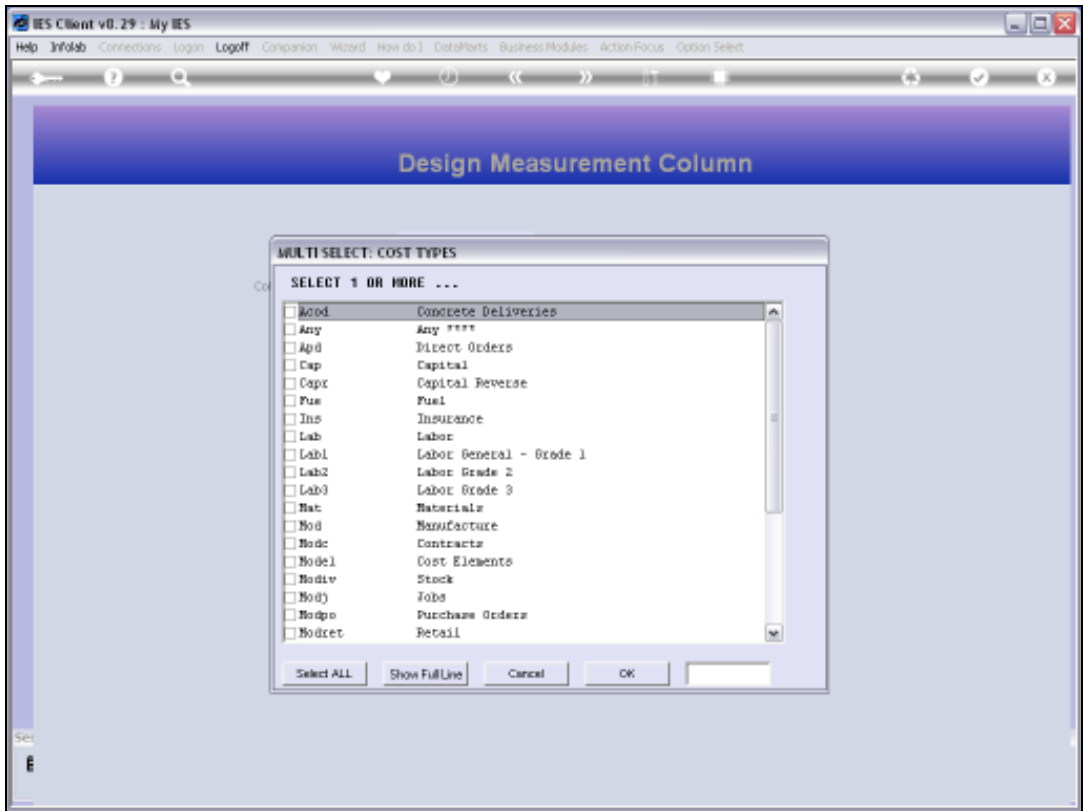 IES Client v8.29 : My IES
Help Infolab Connections Logon Logoff Companion Wizard How do I DataMarts Business Modules Action Focus Option Select
Design Measurement Column
MULTI SELECT: COST TYPES
SELECT 1 OR MORE ...
Acod Concrete Deliveries
Any Any ****
Apd Direct Orders
Cap Capital
Capr Capital Reverse
Fue Fuel
Ins Insurance
Lab Labor
Lab1 Labor General - Grade 1
Lab2 Labor Grade 2
Lab3 Labor Grade 3
Mat Materials
Mod Manufacture
Modc Contracts
Model Cost Elements
Modiv Stock
Modj Jobs
Modpo Purchase Orders
Modret Retail
Select ALL Show Full Line Cancel OK